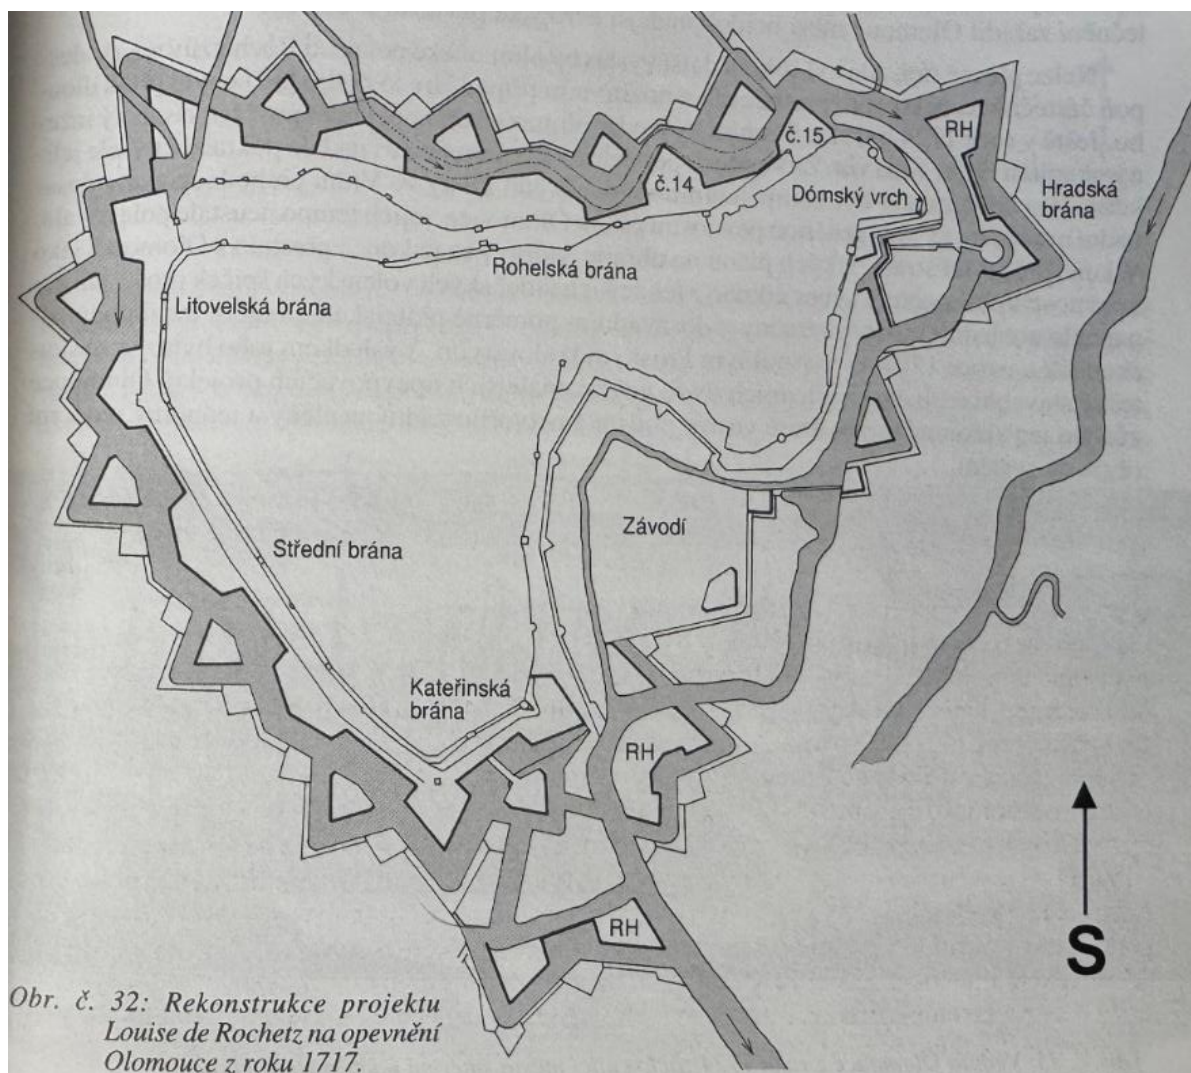 RH
č.15
č.14
Dómský vrch
Hradská
brána
Rohelská brána
Litovelská brána
Závodí
Střední brána
Kateřinská
brána
RH
RH
S
Obr. č. 32: Rekonstrukce projektu
Louise de Rochetz na opevnění
Olomouce z roku 1717.